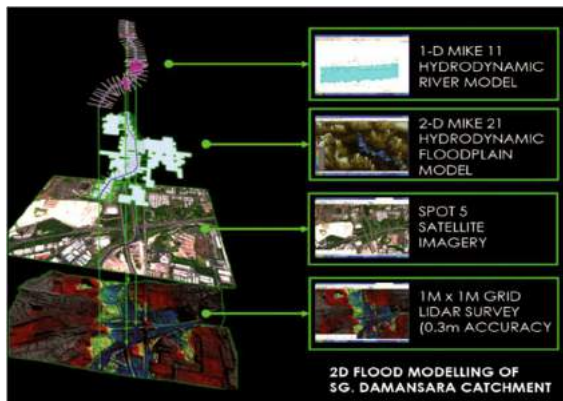 1-D MIKE 11
HYDRODYNAMIC
RIVER MODEL
2-D MIKE 21
HYDRODYNAMIC
FLOODPLAIN
MODEL
SPOT 5
SATELLITE
IMAGERY
1M x 1M GRID
LIDAR SURVEY
(0.3m ACCURACY
2D FLOOD MODELLING OF
SG. DAMANSARA CATCHMENT